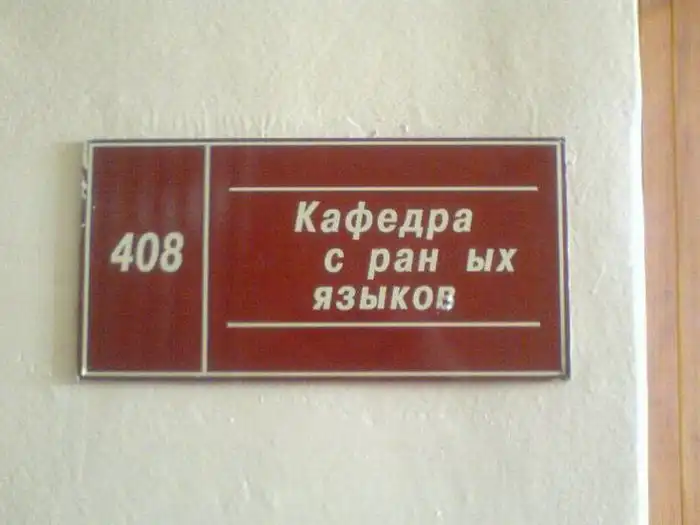 408
Кафедра
с ран ых
языков